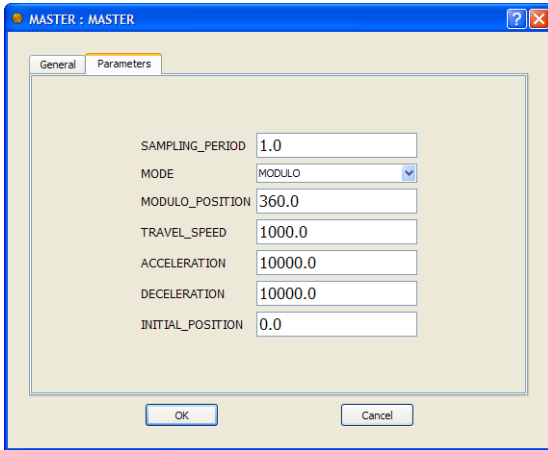 MASTER : MASTER
General Parameters
SAMPLING_PERIOD 1.0
MODE MODULO
MODULO_POSITION 360.0
TRAVEL_SPEED 1000.0
ACCELERATION 10000.0
DECELERATION 10000.0
INITIAL_POSITION 0.0
OK Cancel